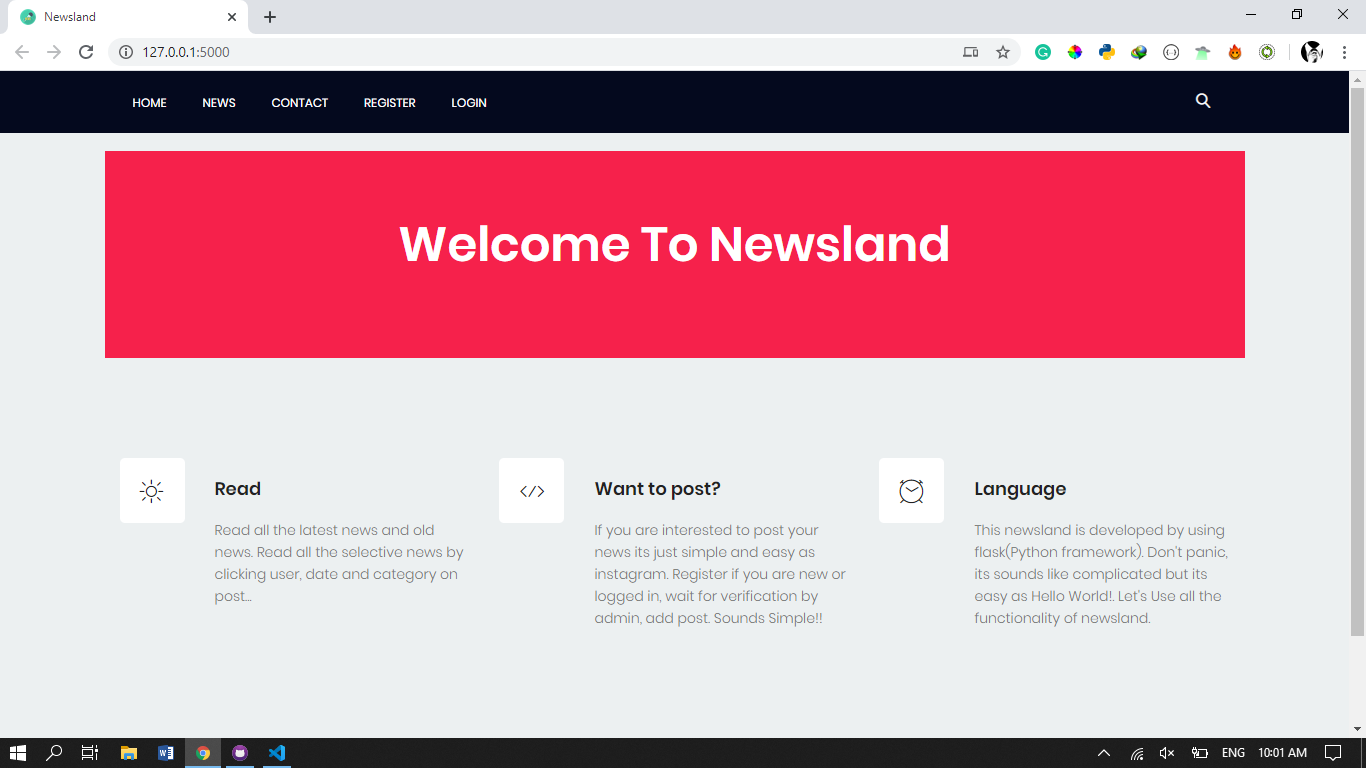 Newsland
127.0.0.1:5000
HOME NEWS CONTACT REGISTER LOGIN
Welcome To Newsland
Read
Read all the latest news and old
news. Read all the selective news by
clicking user, date and category on
post...
Want to post?
If you are interested to post your
news its just simple and easy as
instagram. Register if you are new or
logged in, wait for verification by
admin, add post. Sounds Simple!!
Language
This newsland is developed by using
flask(Python framework). Don't panic,
its sounds like complicated but its
easy as Hello World!. Let's Use all the
functionality of newsland.
ENG 10:01 AM